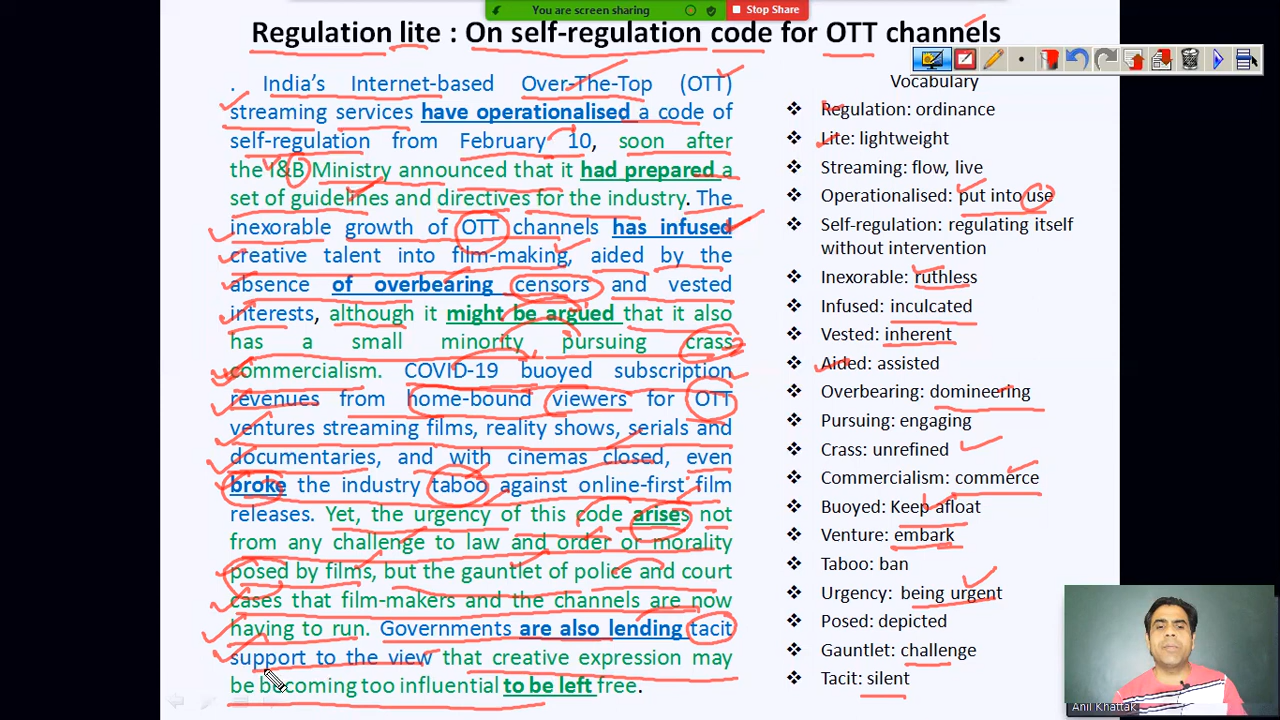 You are screen sharing
Stop Share
Regulation lite : On self-regulation code for OTT channels
. India's Internet-based Over-The-Top (OTT)
streaming services have operationalised a code of
self-regulation from February 10, soon after
the I&B Ministry announced that it had prepared a
set of guidelines and directives for the industry. The
inexorable growth of OTT channels has infused
creative talent into film-making, aided by the
absence of overbearing censors and vested
interests, although it might be argued that it also
has a small minority pursuing crass
commercialism. COVID-19 buoyed subscription
revenues from home-bound viewers for OTT
ventures streaming films, reality shows, serials and
documentaries, and with cinemas closed, even
broke the industry taboo against online-first film
releases. Yet, the urgency of this code arises not
from any challenge to law and order or morality
posed by films, but the gauntlet of police and court
cases that film-makers and the channels are now
having to run. Governments are also lending tacit
support to the view that creative expression may
be becoming too influential to be left free.
Vocabulary
❖ Regulation: ordinance
❖ Lite: lightweight
❖ Streaming: flow, live
❖ Operationalised: put into use
❖ Self-regulation: regulating itself
without intervention
❖ Inexorable: ruthless
❖ Infused: inculcated
❖ Vested: inherent
❖ Aided: assisted
❖ Overbearing: domineering
❖ Pursuing: engaging
❖ Crass: unrefined
❖ Commercialism: commerce
❖ Buoyed: Keep afloat
❖ Venture: embark
❖ Taboo: ban
❖ Urgency: being urgent
❖ Posed: depicted
❖ Gauntlet: challenge
❖ Tacit: silent
Anil Khattak